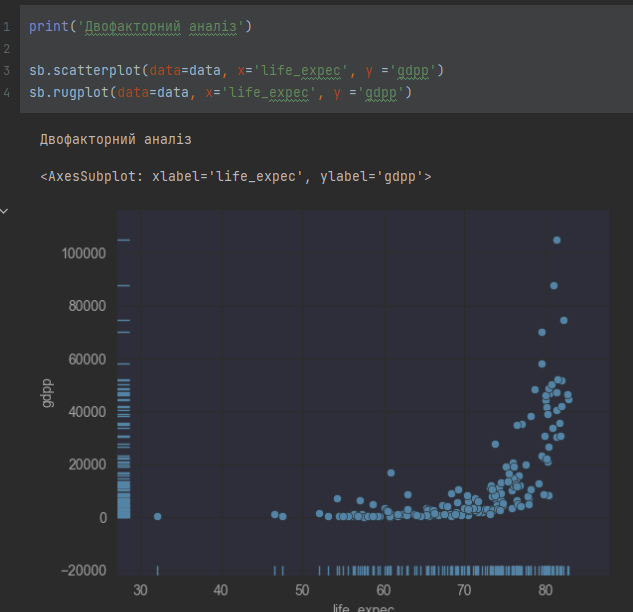 1 print('Двофакторний аналіз')
2
3 sb.scatterplot(data=data, x='life_expec', y ='gdpp')
4 sb.rugplot(data=data, x='life_expec', y ='gdpp')
Двофакторний аналіз
<AxesSubplot: xlabel='life_expec', ylabel='gdpp'>
100000
80000
60000
gdpp
40000
20000
0
−20000
30 40 50 60 70 80
life_expec